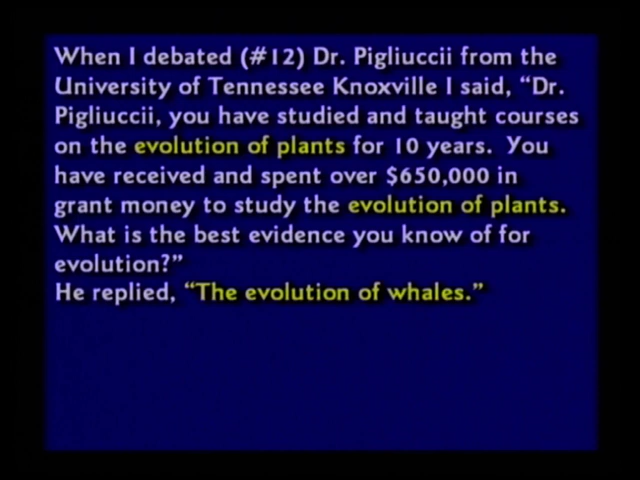 When I debated (#12) Dr. Pigliuccii from the
University of Tennessee Knoxville I said, “Dr.
Pigliuccii, you have studied and taught courses
on the evolution of plants for 10 years.  You
have received and spent over $650,000 in
grant money to study the evolution of plants.
What is the best evidence you know of for
evolution?”
He replied, “The evolution of whales.”